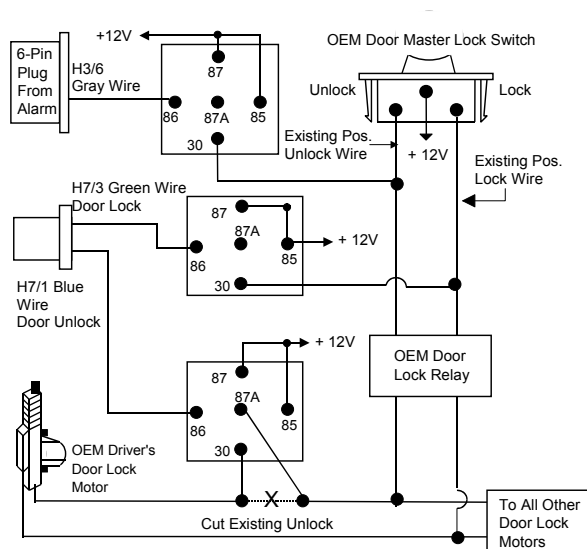 6-Pin
Plug
From
Alarm
H3/6
Gray Wire
+12V
87
86
87A
85
30
OEM Door Master Lock Switch
Unlock
Lock
Existing Pos.
Unlock Wire
+ 12V
Existing Pos.
Lock Wire
H7/3 Green Wire
Door Lock
87
87A
86
85
30
+ 12V
H7/1 Blue
Wire
Door Unlock
+ 12V
87
87A
86
85
30
OEM Door
Lock Relay
OEM Driver's
Door Lock
Motor
X
Cut Existing Unlock
To All Other
Door Lock
Motors